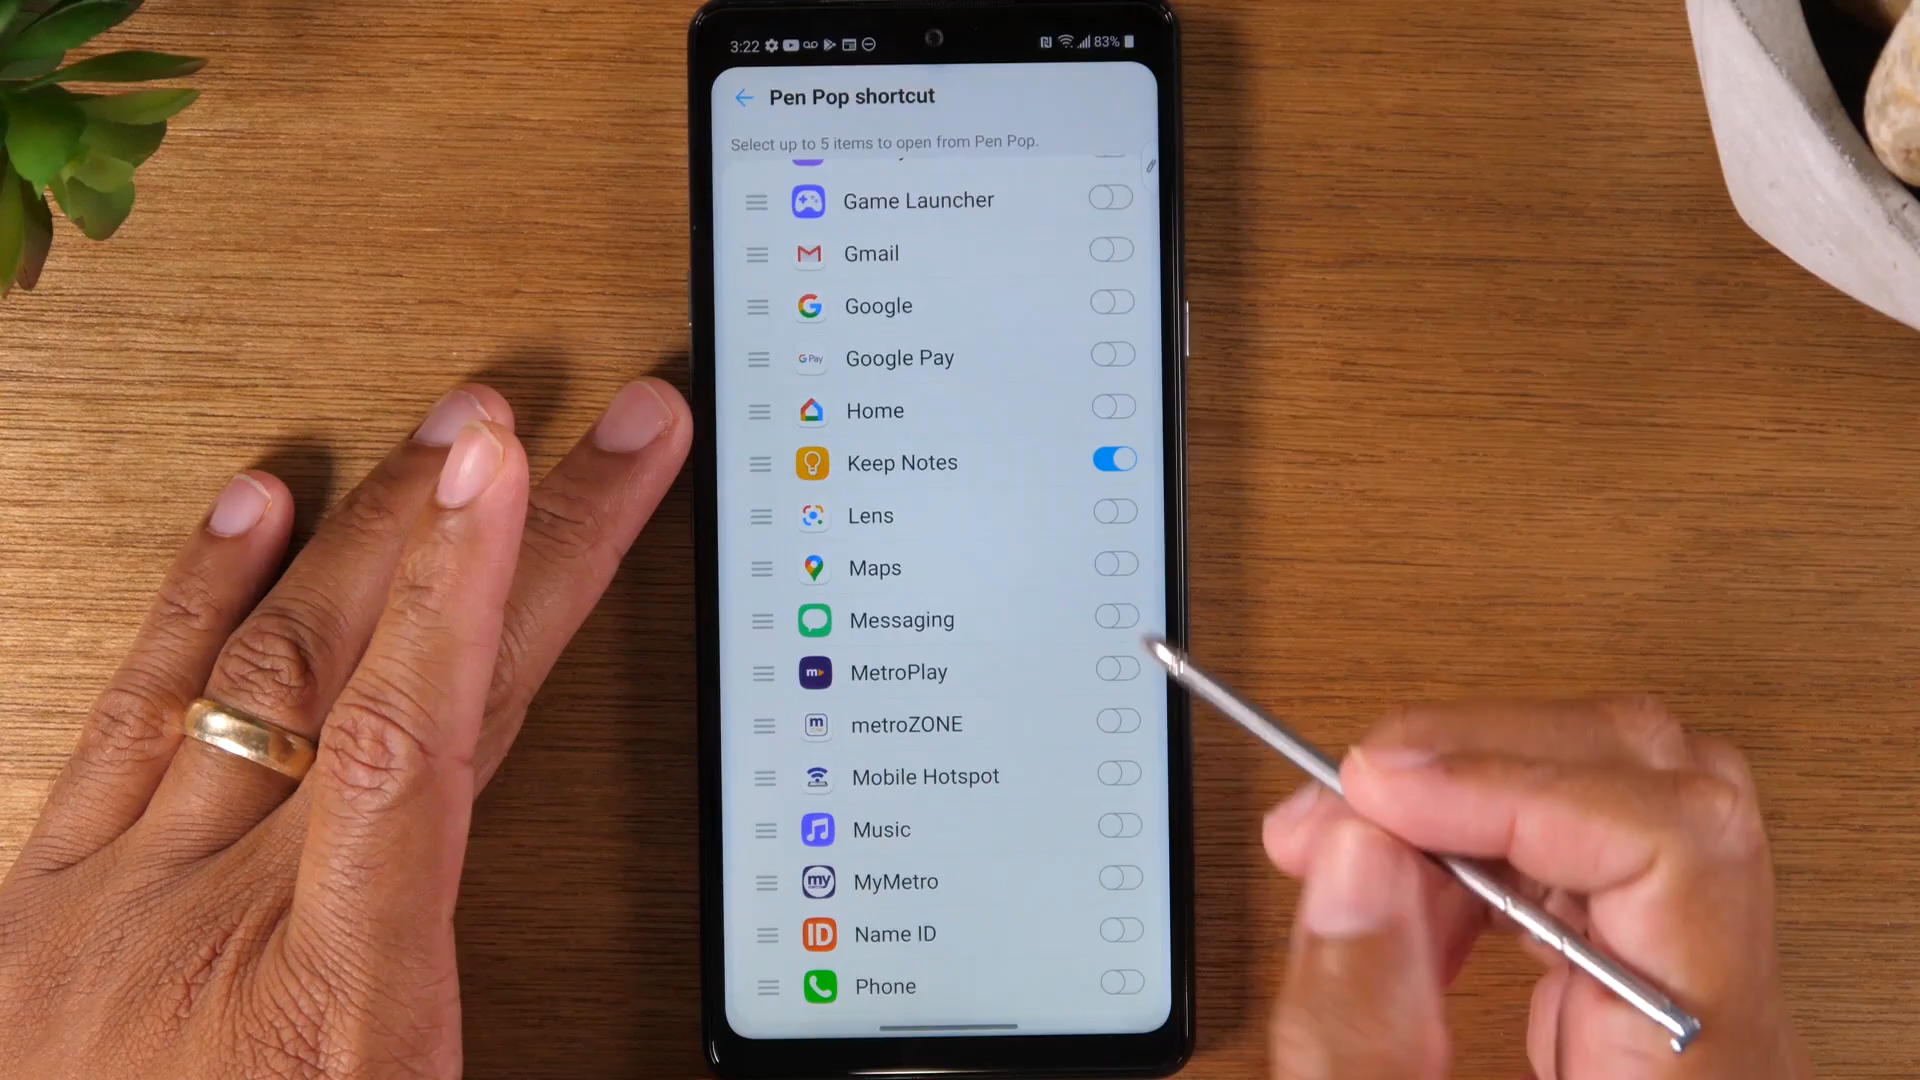 3:22
83%
Pen Pop shortcut
Select up to 5 items to open from Pen Pop.
Game Launcher
Gmail
Google
G Pay
Google Pay
Home
Keep Notes
Lens
Maps
Messaging
m
MetroPlay
m
metroZONE
Mobile Hotspot
Music
my
MyMetro
ID
Name ID
Phone